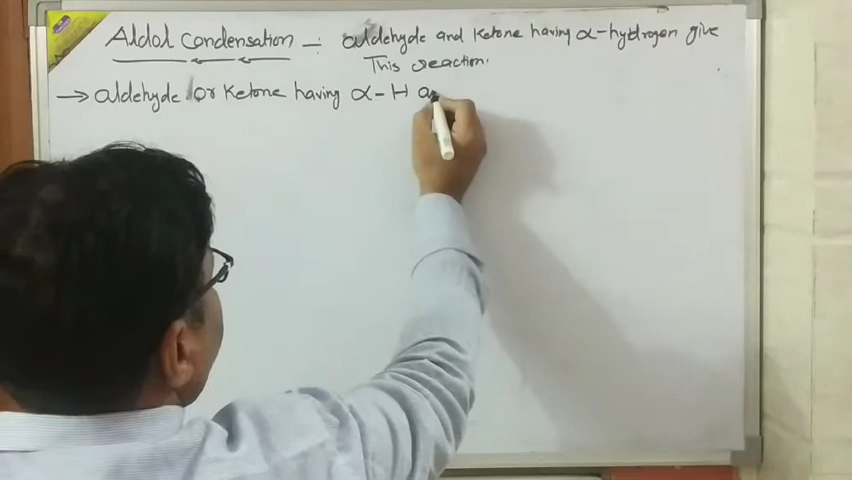 Aldol Condensation :- aldehyde and Ketone having α-hydrogen give
This reaction.
→ aldehyde or Ketone having α-H a